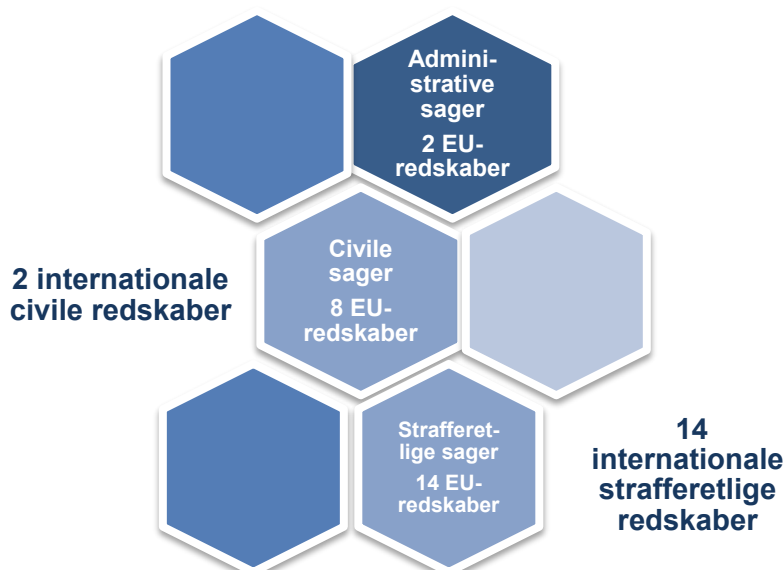 Admini-
strative
sager
2 EU-
redskaber
2 internationale
civile redskaber
Civile
sager
8 EU-
redskaber
Strafferet-
lige sager
14 EU-
redskaber
14
internationale
strafferetlige
redskaber